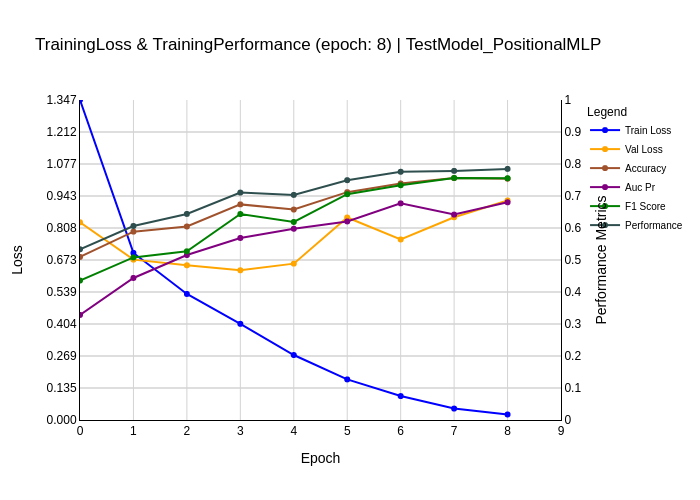 TrainingLoss & TrainingPerformance (epoch: 8) | TestModel_PositionalMLP
1.347
1.212
1.077
0.943
0.808
0.673
0.539
0.404
0.269
0.135
0.000
Loss
0 1 2 3 4 5 6 7 8 9
Epoch
1
0.9
0.8
0.7
0.6
0.5
0.4
0.3
0.2
0.1
0
Performance Metrics
Legend
Train Loss
Val Loss
Accuracy
Auc Pr
F1 Score
Performance